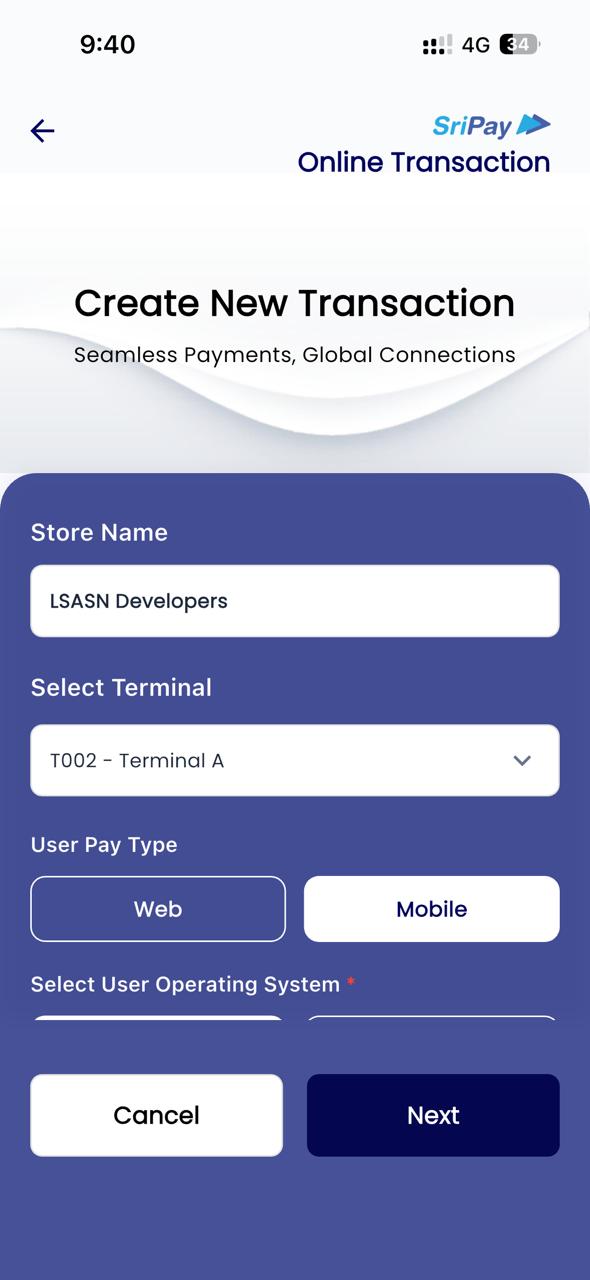 9:40
4G
34
SriPay
Online Transaction
Create New Transaction
Seamless Payments, Global Connections
Store Name
LSASN Developers
Select Terminal
T002 - Terminal A
User Pay Type
Web
Mobile
Select User Operating System *
Cancel
Next